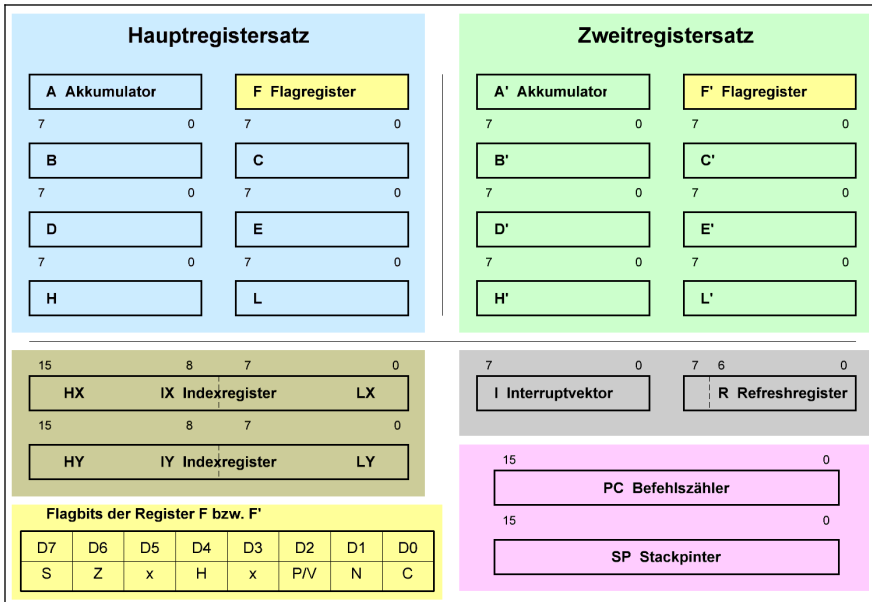 Hauptregistersatz
Zweitregistersatz
A Akkumulator
F Flagregister
A' Akkumulator
F' Flagregister
7 0 7 0
7 0 7 0
B
C
B'
C'
7 0 7 0
7 0 7 0
D
E
D'
E'
7 0 7 0
7 0 7 0
H
L
H'
L'
15 8 7 0
HX IX Indexregister LX
15 8 7 0
HY IY Indexregister LY
7 0 7 6 0
I Interruptvektor
R Refreshregister
15 0
PC Befehlszähler
15 0
SP Stackpinter
Flagbits der Register F bzw. F'
D7 D6 D5 D4 D3 D2 D1 D0
S Z x H x P/V N C